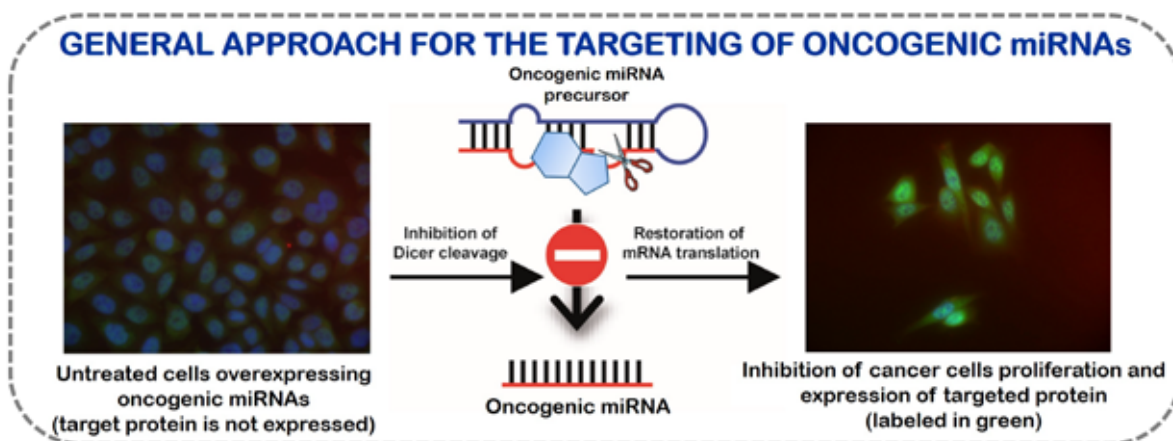 GENERAL APPROACH FOR THE TARGETING OF ONCOGENIC miRNAs
Oncogenic miRNA
precursor
Inhibition of
Dicer cleavage
Restoration of
mRNA translation
Untreated cells overexpressing
oncogenic miRNAs
(target protein is not expressed)
Oncogenic miRNA
Inhibition of cancer cells proliferation and
expression of targeted protein
(labeled in green)